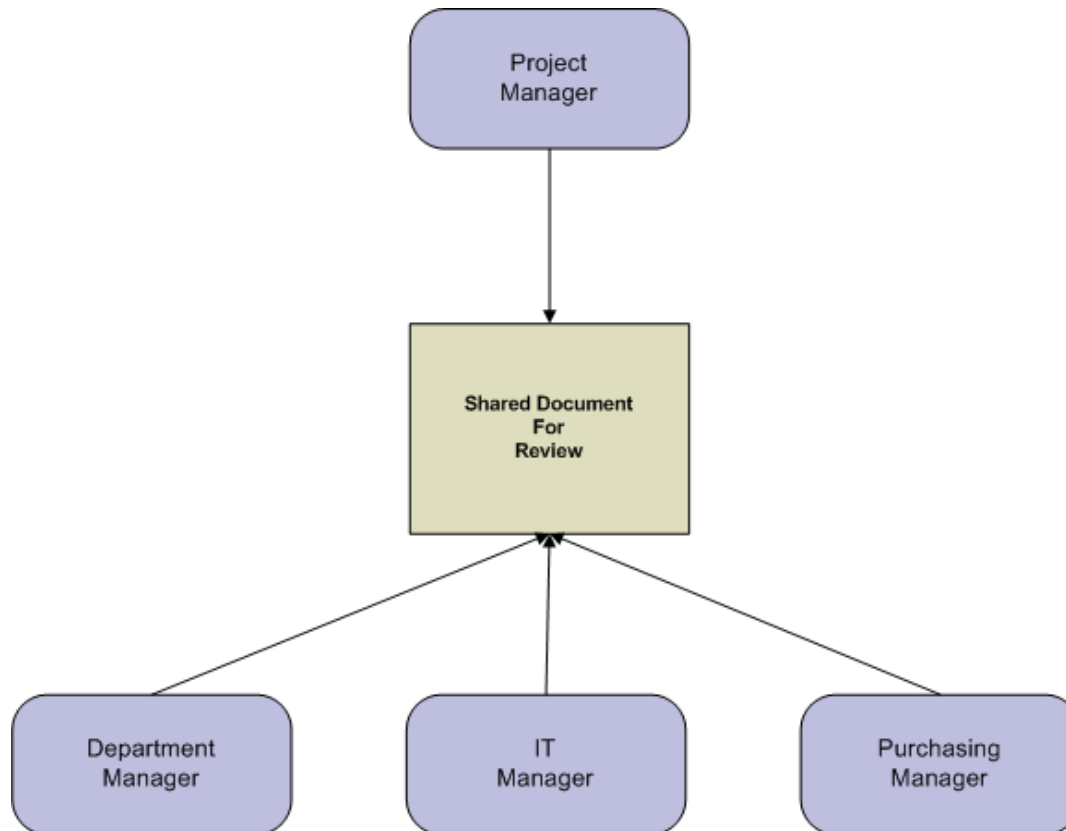 Project
Manager
Shared Document
For
Review
Department
Manager
IT
Manager
Purchasing
Manager